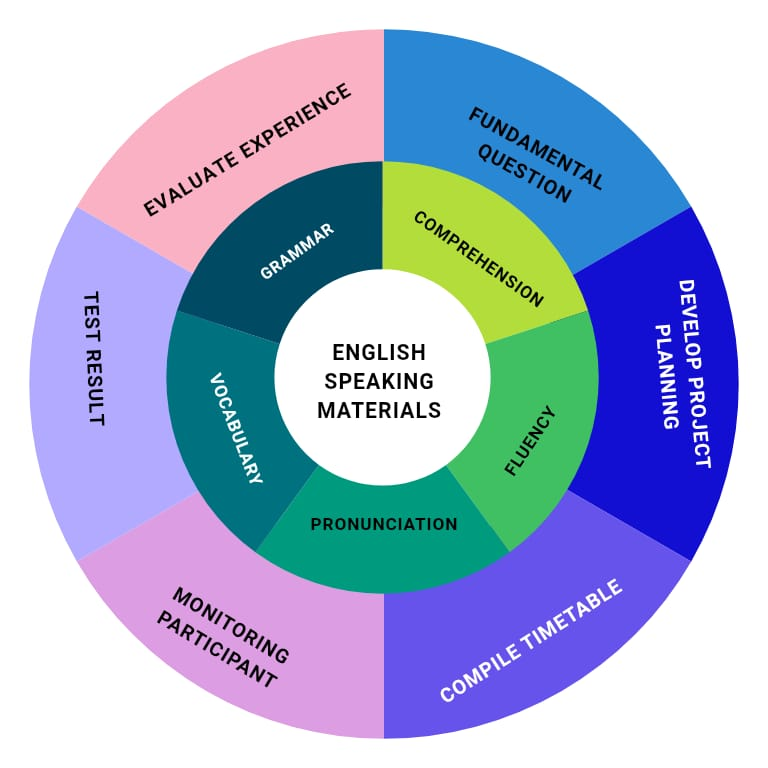 ENGLISH
SPEAKING
MATERIALS
COMPREHENSION
FLUENCY
PRONUNCIATION
VOCABULARY
GRAMMAR
FUNDAMENTAL
QUESTION
DEVELOP PROJECT
PLANNING
COMPILE TIMETABLE
MONITORING
PARTICIPANT
TEST RESULT
EVALUATE EXPERIENCE